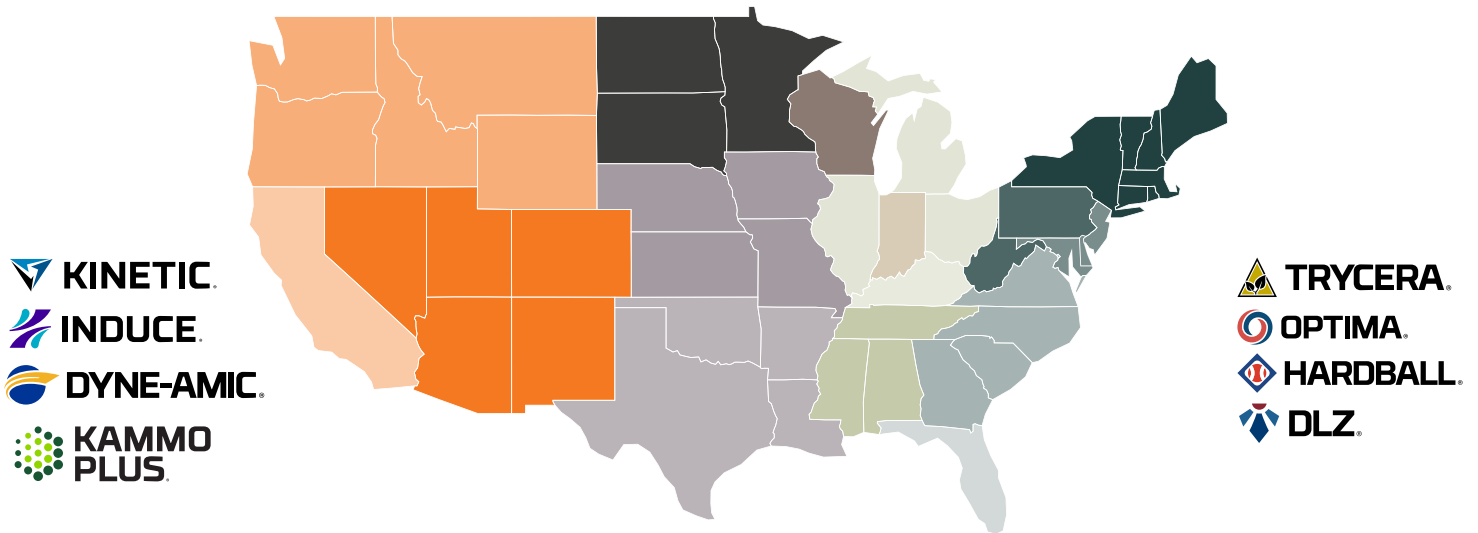 KINETIC®
INDUCE®
DYNE-AMIC®
KAMMO
PLUS®
TRYCERA®
OPTIMA®
HARDBALL®
DLZ®